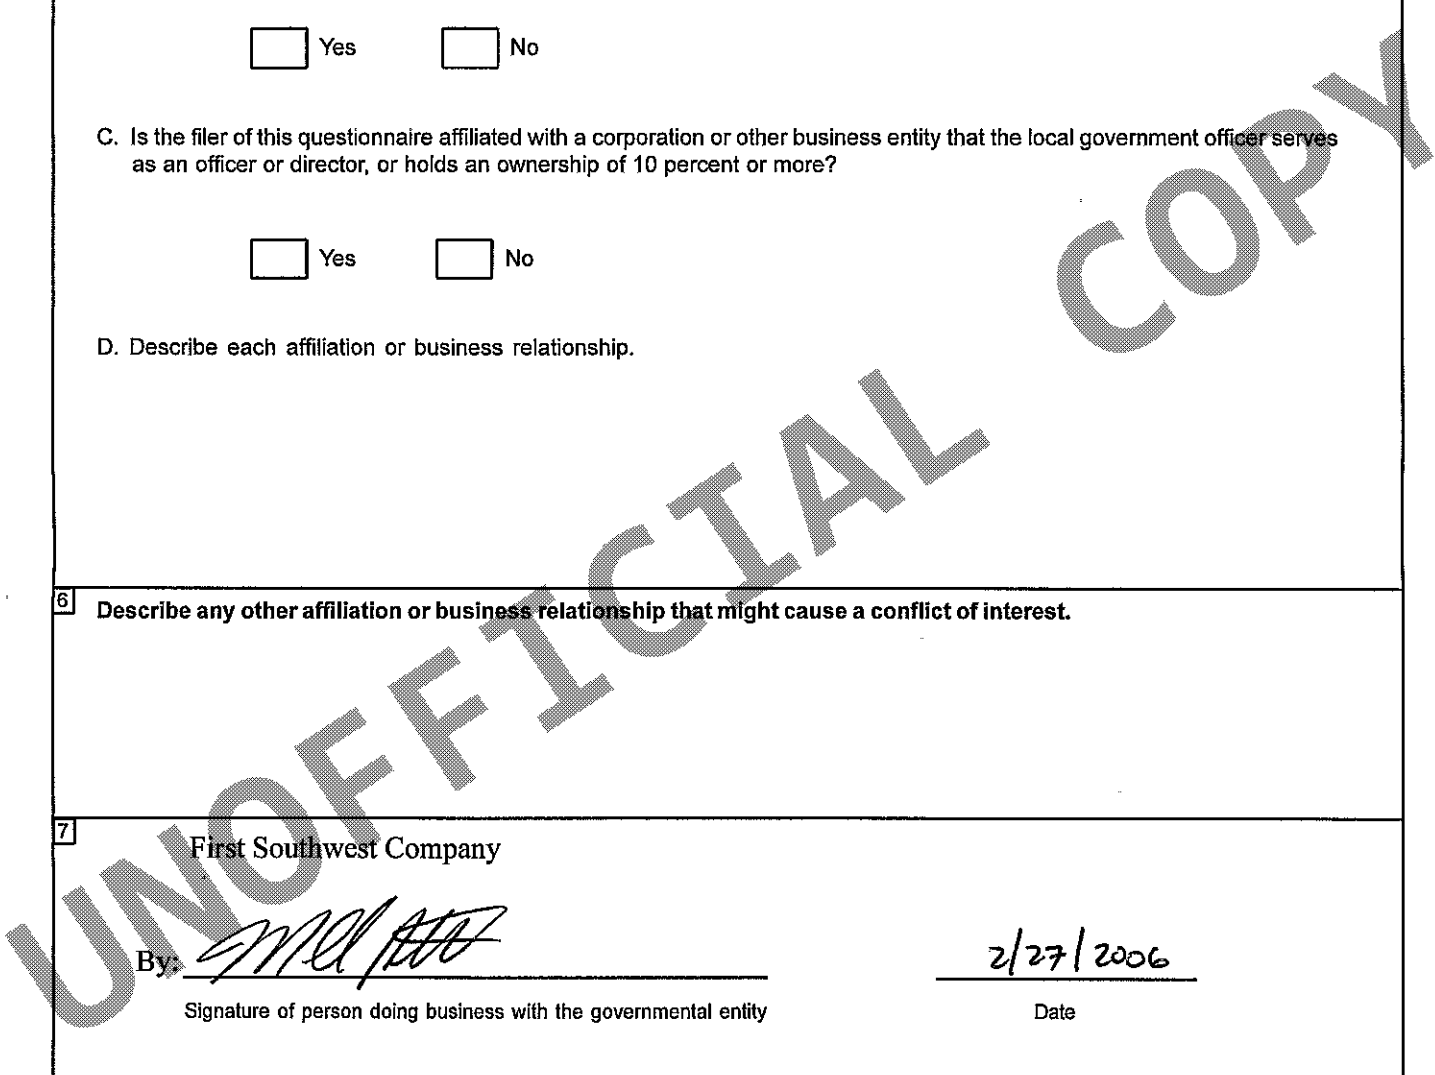 Yes No
C. Is the filer of this questionnaire affiliated with a corporation or other business entity that the local government officer serves
as an officer or director, or holds an ownership of 10 percent or more?
Yes No
D. Describe each affiliation or business relationship.
6 Describe any other affiliation or business relationship that might cause a conflict of interest.
7
First Southwest Company
By:
2/27/2006
Signature of person doing business with the governmental entity
Date
UNOFFICIAL COPY